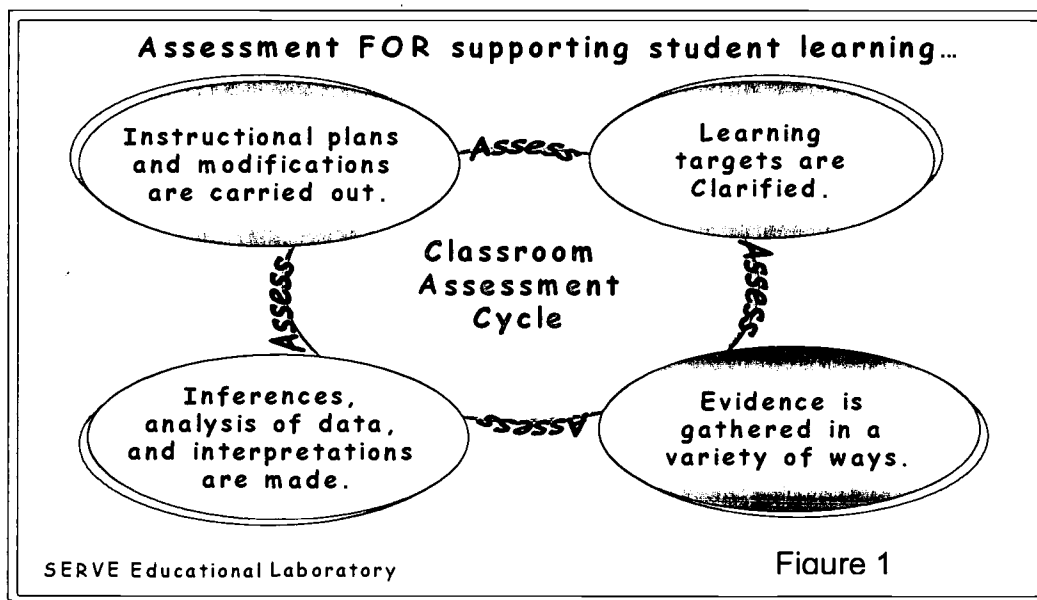 Assessment FOR supporting student learning…
Instructional plans
and modifications
are carried out.
Assess
Learning
targets are
Clarified.
Classroom
Assessment
Cycle
Assess
Assess
Inferences,
analysis of data,
and interpretations
are made.
Assess
Evidence is
gathered in a
variety of ways.
SERVE Educational Laboratory
Figure 1